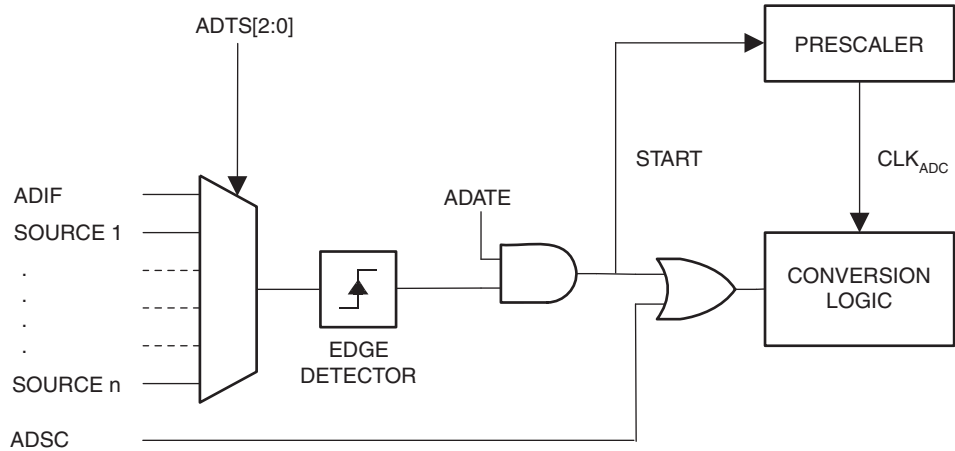 ADTS[2:0]
PRESCALER
START
CLKADC
ADIF
ADATE
SOURCE 1
.
.
.
.
CONVERSION
LOGIC
EDGE
DETECTOR
SOURCE n
ADSC